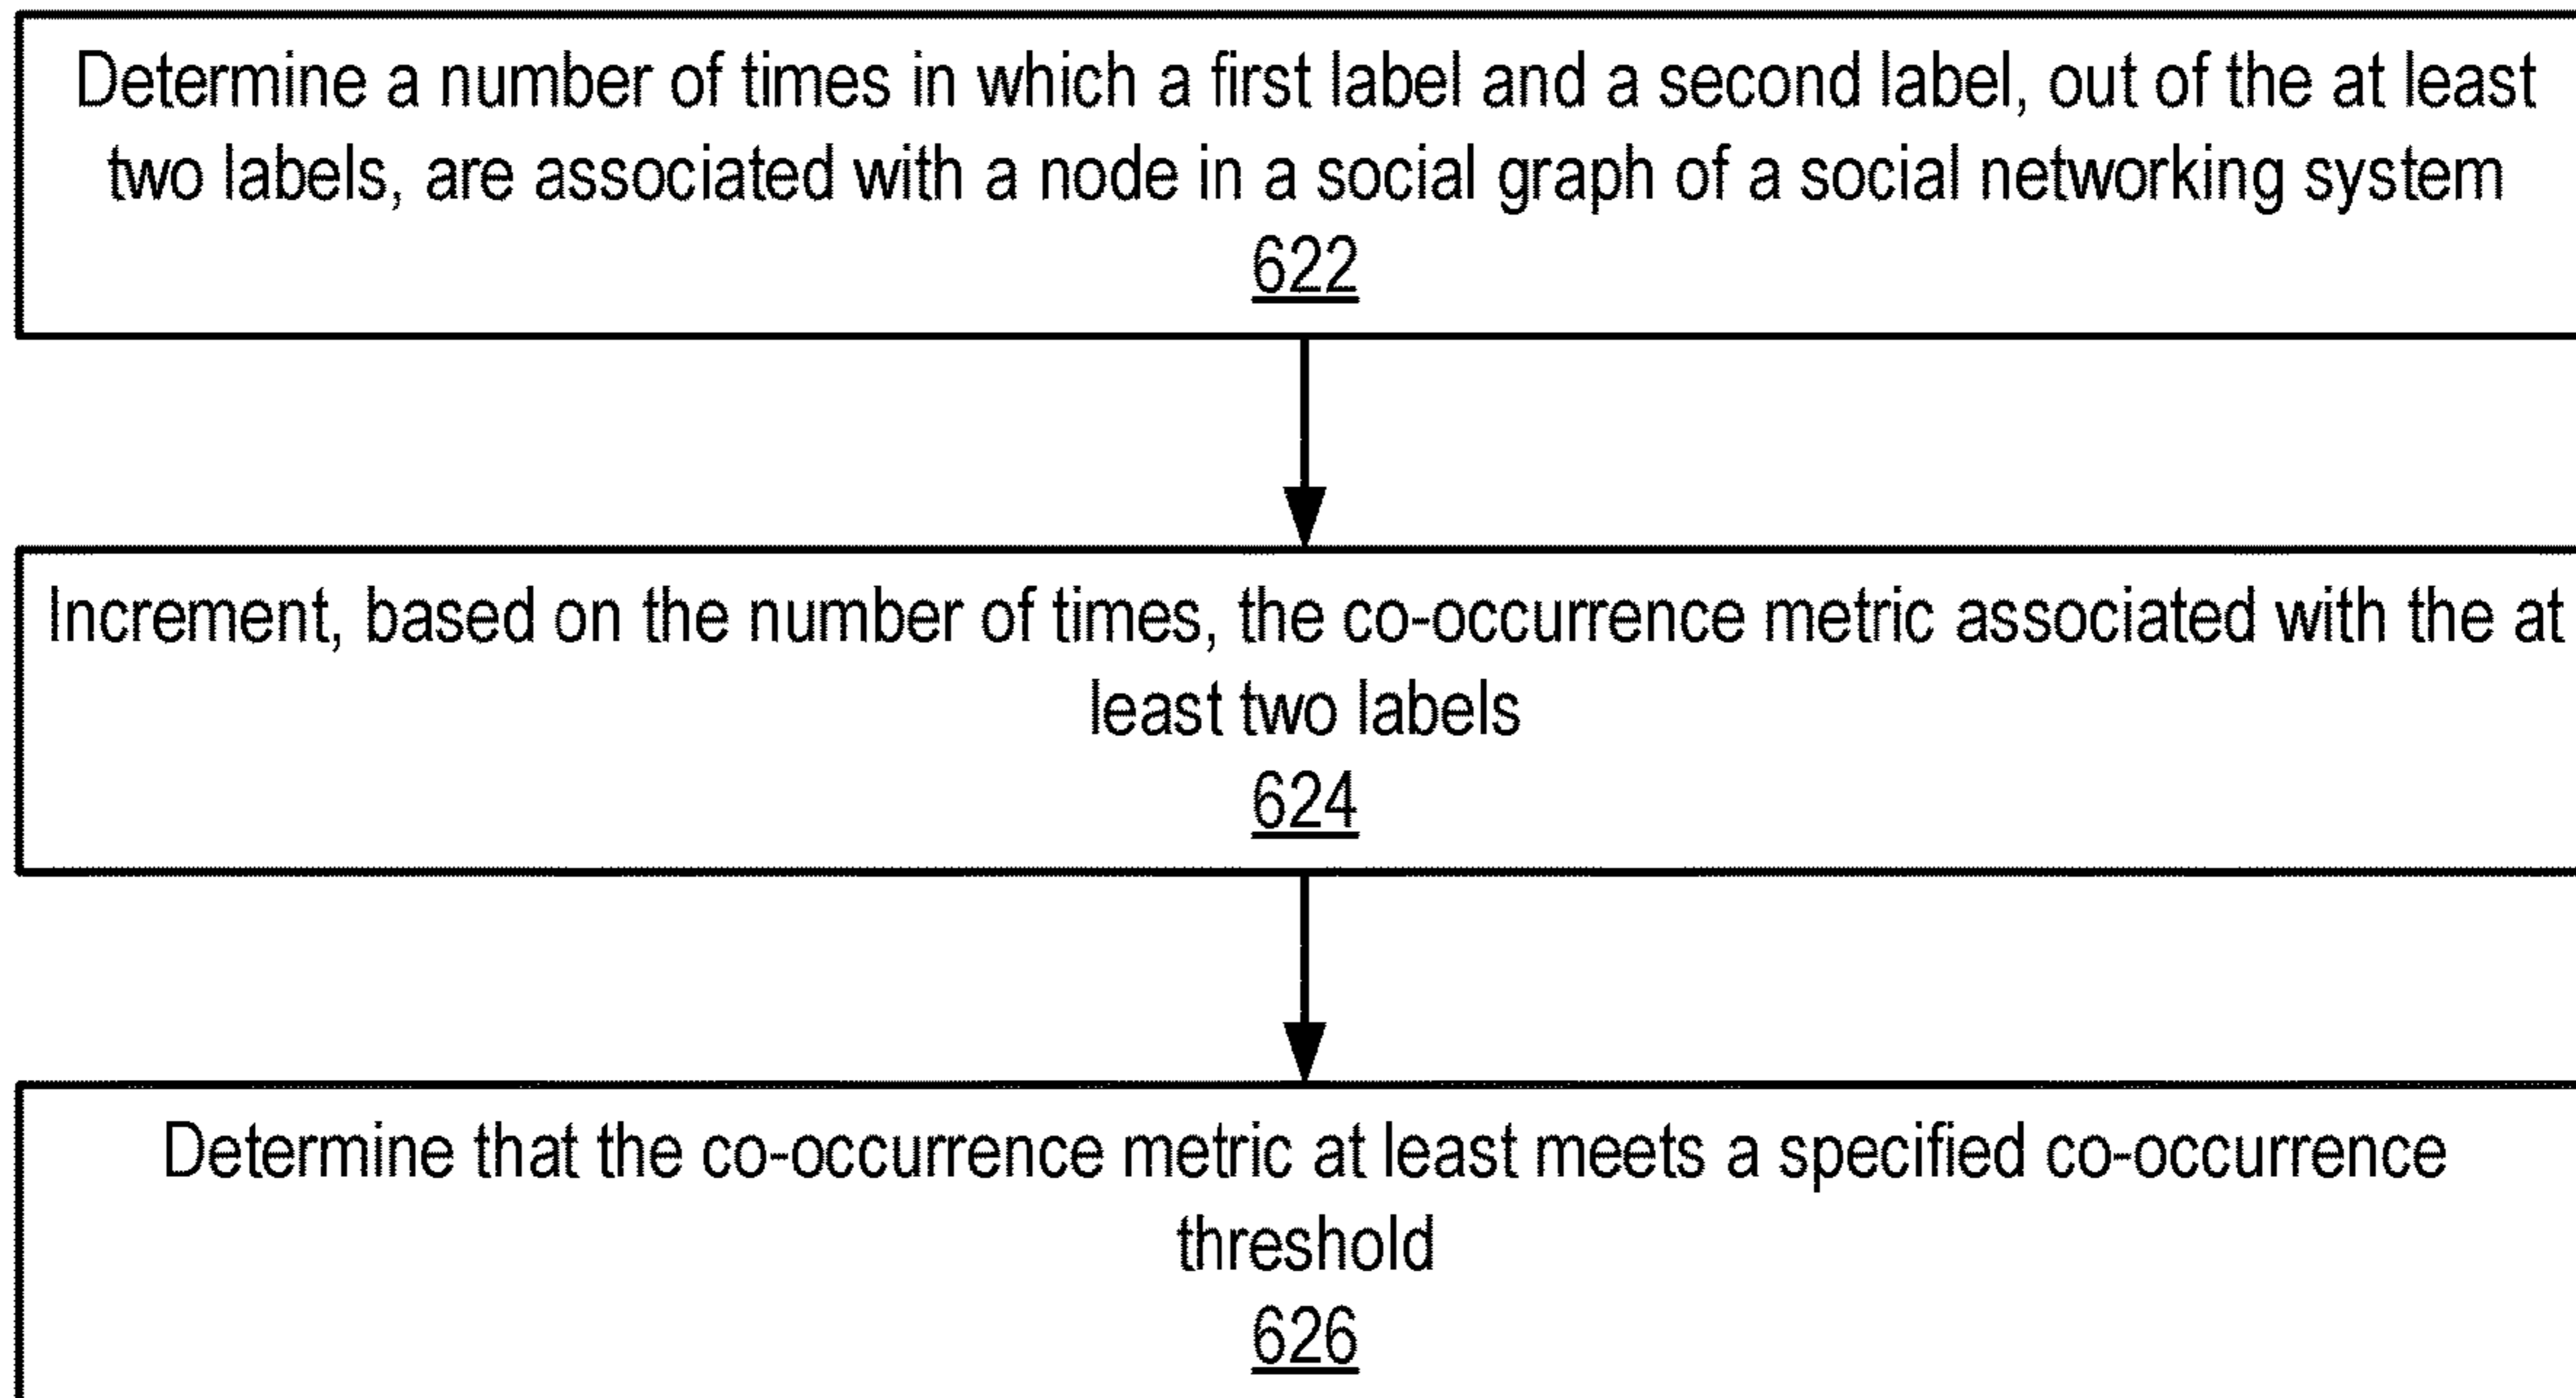 Determine a number of times in which a first label and a second label, out of the at least
two labels, are associated with a node in a social graph of a social networking system
622
Increment, based on the number of times, the co-occurrence metric associated with the at
least two labels
624
Determine that the co-occurrence metric at least meets a specified co-occurrence
threshold
626